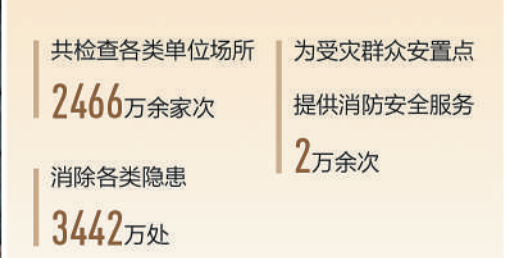 共检查各类单位场所
2466万余家次
消除各类隐患
3442万处
为受灾群众安置点
提供消防安全服务
2万余次